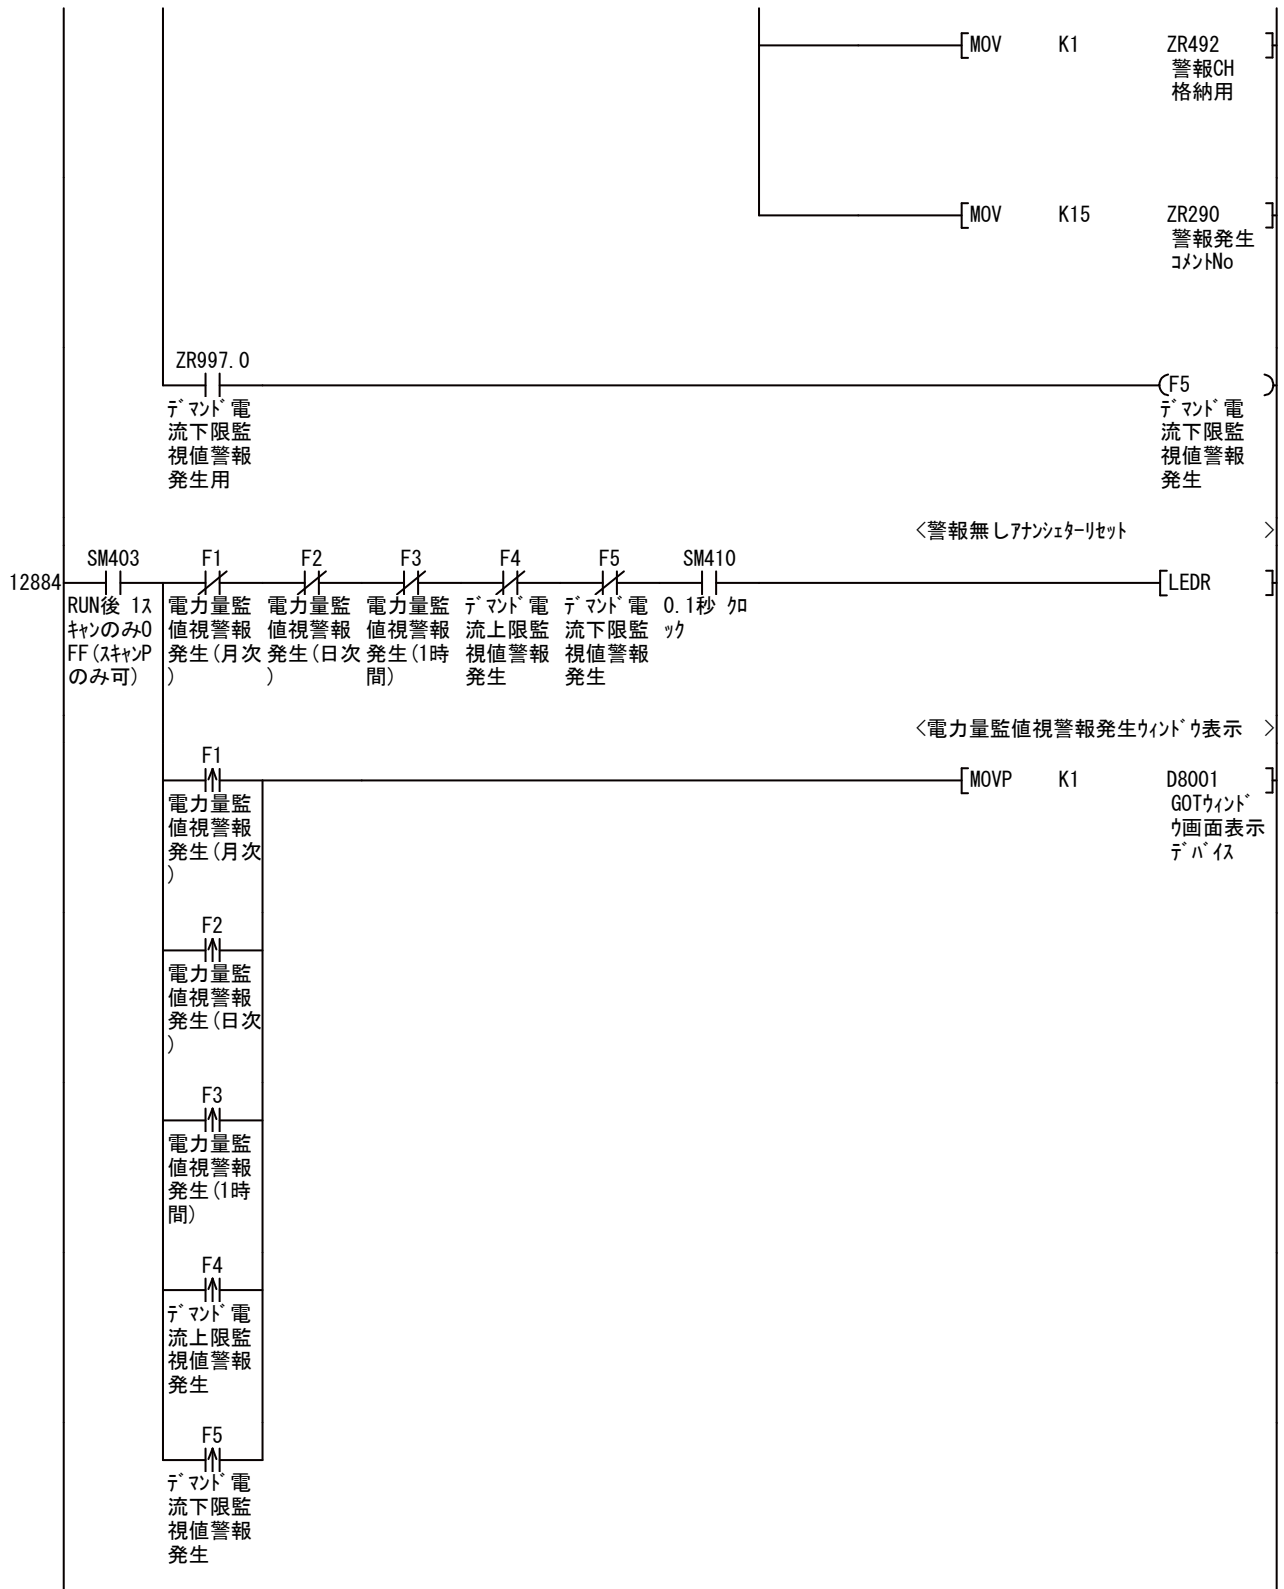 [MOV K1 ZR492 ]
警報CH
格納用
[MOV K15 ZR290 ]
警報発生
ｺﾒﾝﾄNo
ZR997.0
(F5 )
ﾃﾞﾏﾝﾄﾞ電
流下限監
視値警報
発生用
ﾃﾞﾏﾝﾄﾞ電
流下限監
視値警報
発生
<警報無しｱﾅﾝｼｪﾀｰﾘｾｯﾄ >
SM403 F1 F2 F3 F4 F5 SM410
12884 [LEDR ]
RUN後 1ｽ
ｷｬﾝのみO
FF(ｽｷｬﾝP
のみ可)
電力量監
値視警報
発生(月次
)
電力量監
値視警報
発生(日次
)
電力量監
値視警報
発生(1時
間)
ﾃﾞﾏﾝﾄﾞ電
流上限監
視値警報
発生
ﾃﾞﾏﾝﾄﾞ電
流下限監
視値警報
発生
0.1秒 ｸﾛ
ｯｸ
<電力量監値視警報発生ｳｨﾝﾄﾞｳ表示 >
F1
[MOVP K1 D8001 ]
電力量監
値視警報
発生(月次
)
GOTｳｨﾝﾄﾞ
ｳ画面表示
ﾃﾞﾊﾞｲｽ
F2
電力量監
値視警報
発生(日次
)
F3
電力量監
値視警報
発生(1時
間)
F4
ﾃﾞﾏﾝﾄﾞ電
流上限監
視値警報
発生
F5
ﾃﾞﾏﾝﾄﾞ電
流下限監
視値警報
発生